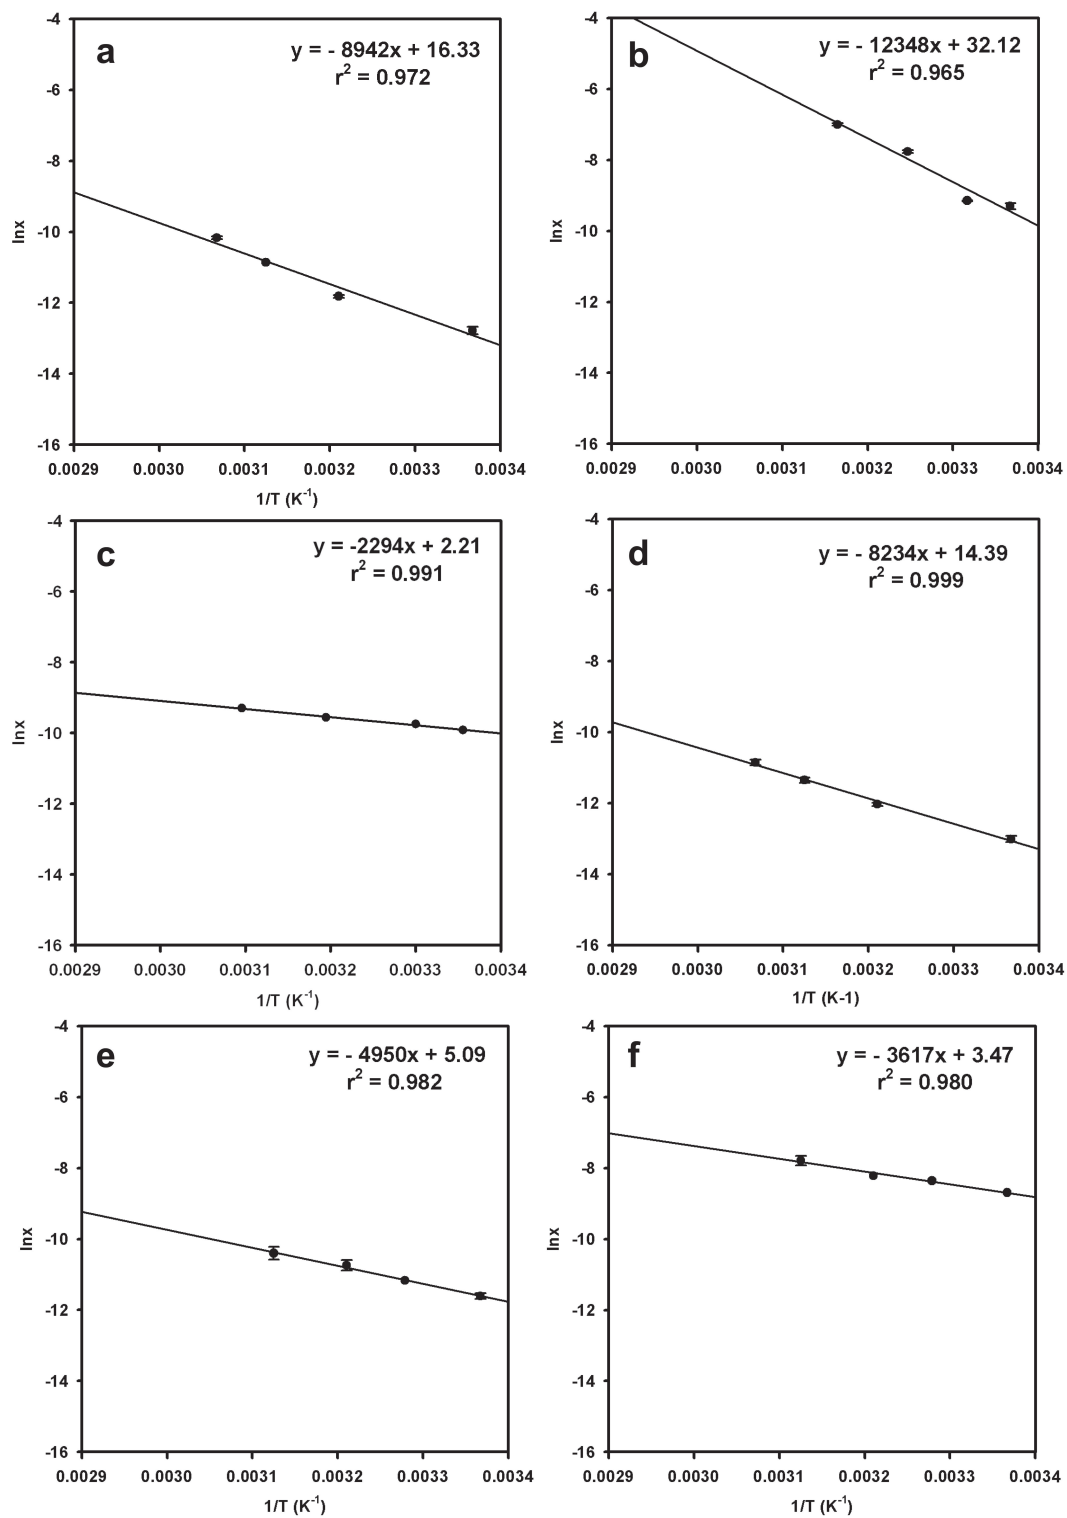 a
y = - 8942x + 16.33
r² = 0.972
-4
-6
-8
-10
-12
-14
-16
lnx
0.0029 0.0030 0.0031 0.0032 0.0033 0.0034
1/T (K⁻¹)
b
y = - 12348x + 32.12
r² = 0.965
-4
-6
-8
-10
-12
-14
-16
lnx
0.0029 0.0030 0.0031 0.0032 0.0033 0.0034
c
y = -2294x + 2.21
r² = 0.991
-4
-6
-8
-10
-12
-14
-16
lnx
0.0029 0.0030 0.0031 0.0032 0.0033 0.0034
1/T (K⁻¹)
d
y = - 8234x + 14.39
r² = 0.999
-4
-6
-8
-10
-12
-14
-16
lnx
0.0029 0.0030 0.0031 0.0032 0.0033 0.0034
1/T (K-1)
e
y = - 4950x + 5.09
r² = 0.982
-4
-6
-8
-10
-12
-14
-16
lnx
0.0029 0.0030 0.0031 0.0032 0.0033 0.0034
1/T (K⁻¹)
f
y = - 3617x + 3.47
r² = 0.980
-4
-6
-8
-10
-12
-14
-16
lnx
0.0029 0.0030 0.0031 0.0032 0.0033 0.0034
1/T (K⁻¹)